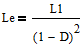 Le = L1 / (1 − D)²